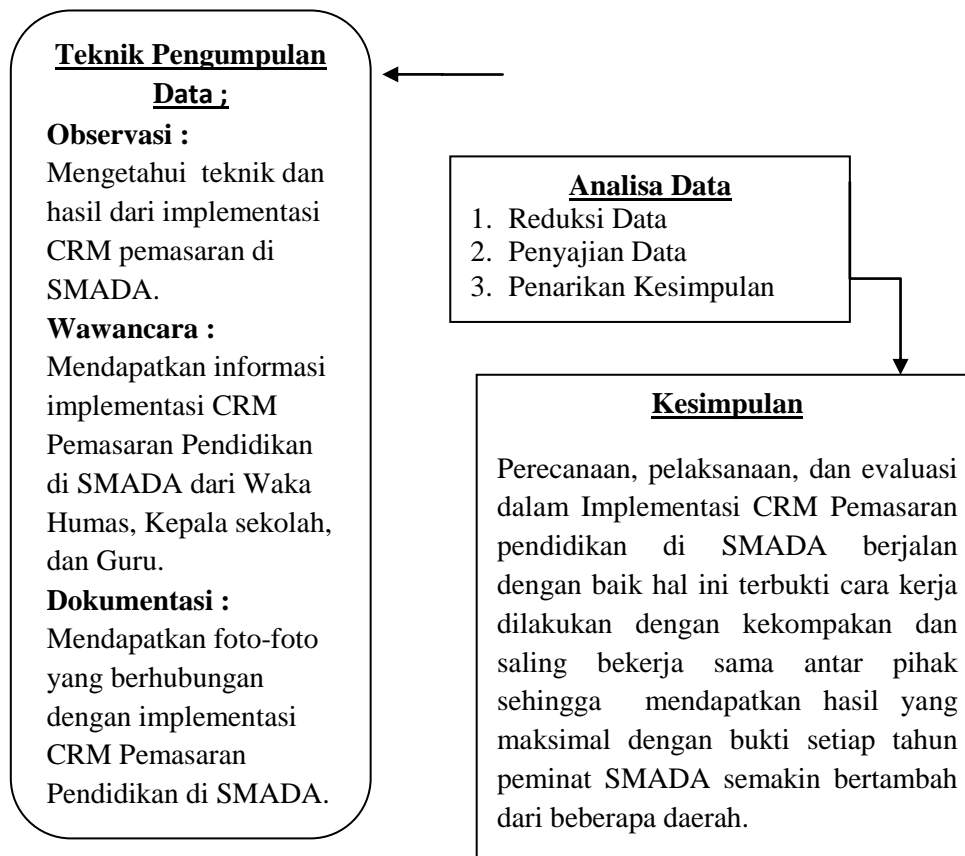 Teknik Pengumpulan
Data ;
Observasi :
Mengetahui teknik dan
hasil dari implementasi
CRM pemasaran di
SMADA.
Wawancara :
Mendapatkan informasi
implementasi CRM
Pemasaran Pendidikan
di SMADA dari Waka
Humas, Kepala sekolah,
dan Guru.
Dokumentasi :
Mendapatkan foto-foto
yang berhubungan
dengan implementasi
CRM Pemasaran
Pendidikan di SMADA.
Analisa Data
1. Reduksi Data
2. Penyajian Data
3. Penarikan Kesimpulan
Kesimpulan
Perecanaan, pelaksanaan, dan evaluasi
dalam Implementasi CRM Pemasaran
pendidikan di SMADA berjalan
dengan baik hal ini terbukti cara kerja
dilakukan dengan kekompakan dan
saling bekerja sama antar pihak
sehingga mendapatkan hasil yang
maksimal dengan bukti setiap tahun
peminat SMADA semakin bertambah
dari beberapa daerah.